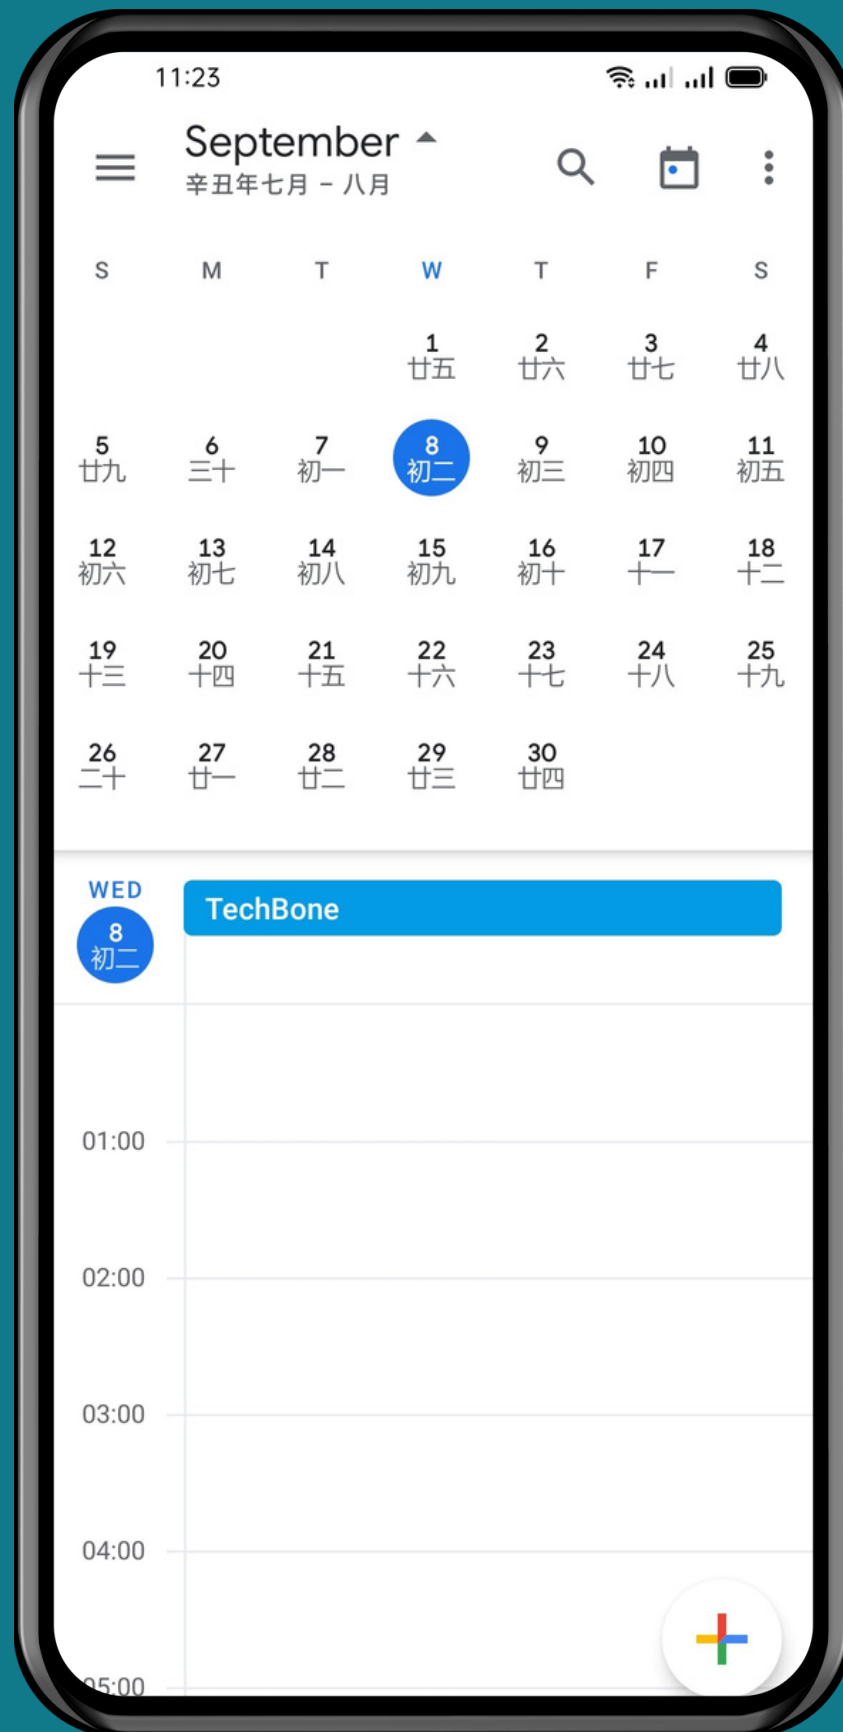 11:23
September
辛丑年七月 – 八月
S M T W T F S
1 2 3 4
廿五 廿六 廿七 廿八
5 6 7 8 9 10 11
廿九 三十 初一 初二 初三 初四 初五
12 13 14 15 16 17 18
初六 初七 初八 初九 初十 十一 十二
19 20 21 22 23 24 25
十三 十四 十五 十六 十七 十八 十九
26 27 28 29 30
二十 廿一 廿二 廿三 廿四
WED
TechBone
8
初二
01:00
02:00
03:00
04:00
05:00